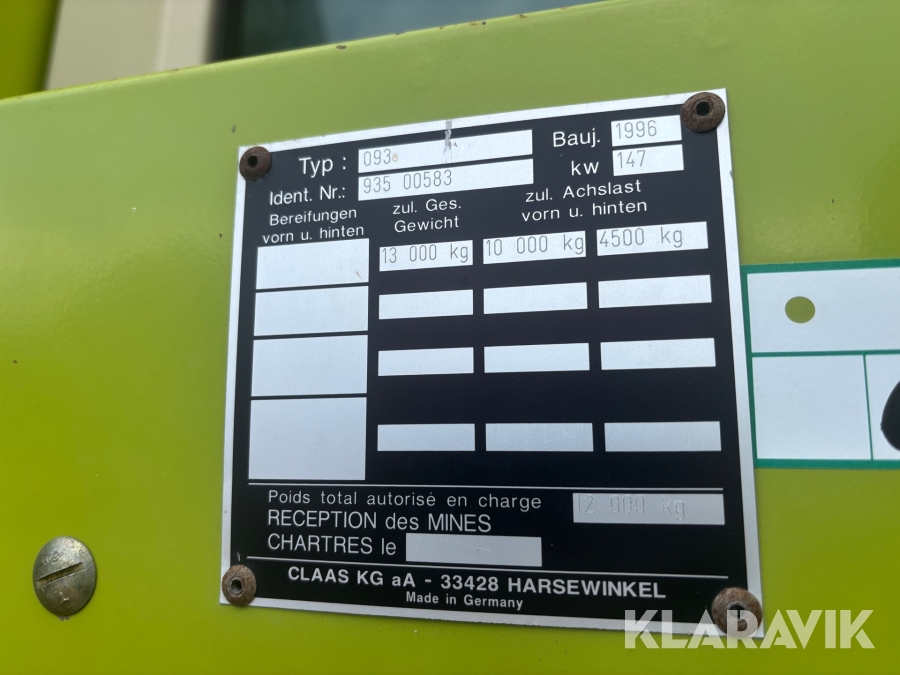 Typ : 093 Bauj. 1996
Ident. Nr.: 935 00583 kw 147
Bereifungen vorn u. hinten
zul. Ges. Gewicht
zul. Achslast vorn u. hinten
13 000 kg 10 000 kg 4500 kg
Poids total autorisé en charge 12 000 kg
RECEPTION des MINES
CHARTRES le
CLAAS KG aA - 33428 HARSEWINKEL
Made in Germany
KLARAVIK